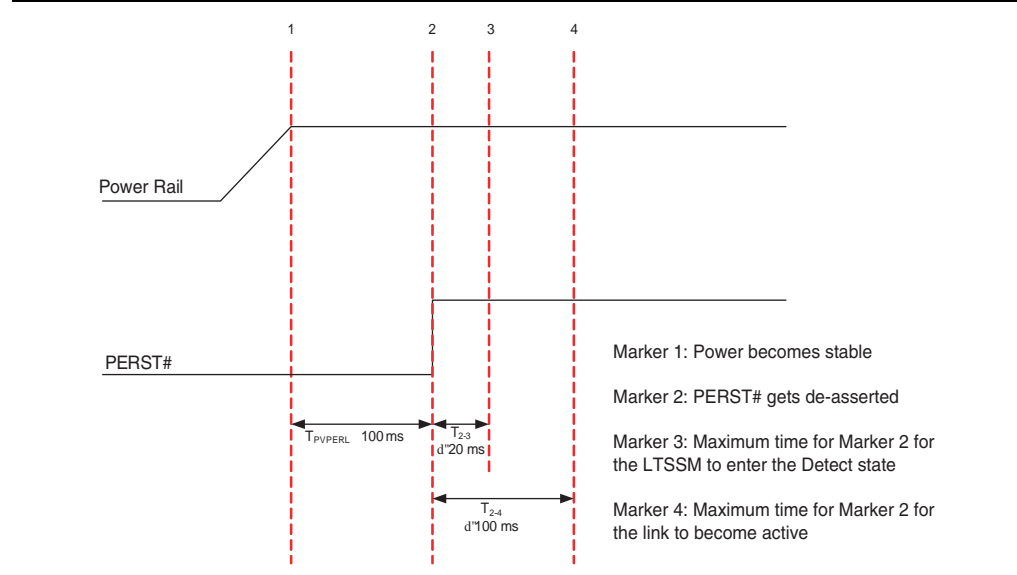 1 2 3 4
Power Rail
PERST#
TPVPERL 100 ms
T2-3
d"20 ms
T2-4
d"100 ms
Marker 1: Power becomes stable
Marker 2: PERST# gets de-asserted
Marker 3: Maximum time for Marker 2 for
the LTSSM to enter the Detect state
Marker 4: Maximum time for Marker 2 for
the link to become active